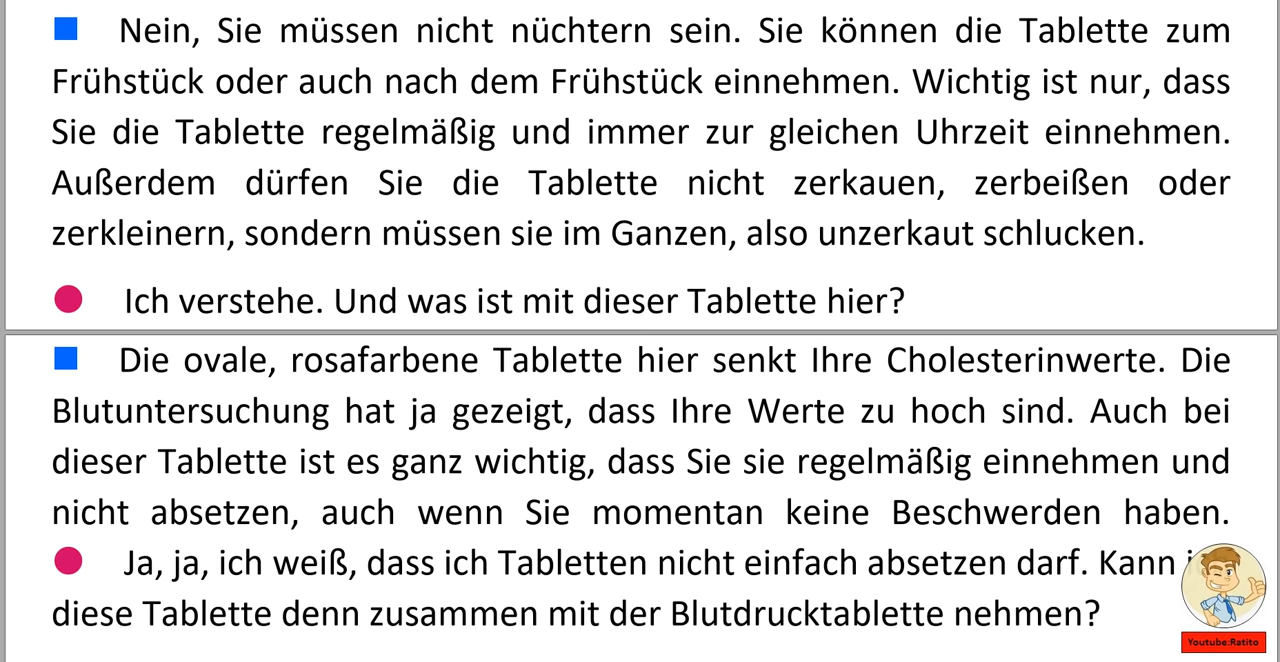 Nein, Sie müssen nicht nüchtern sein. Sie können die Tablette zum
Frühstück oder auch nach dem Frühstück einnehmen. Wichtig ist nur, dass
Sie die Tablette regelmäßig und immer zur gleichen Uhrzeit einnehmen.
Außerdem dürfen Sie die Tablette nicht zerkauen, zerbeißen oder
zerkleinern, sondern müssen sie im Ganzen, also unzerkaut schlucken.
Ich verstehe. Und was ist mit dieser Tablette hier?
Die ovale, rosafarbene Tablette hier senkt Ihre Cholesterinwerte. Die
Blutuntersuchung hat ja gezeigt, dass Ihre Werte zu hoch sind. Auch bei
dieser Tablette ist es ganz wichtig, dass Sie sie regelmäßig einnehmen und
nicht absetzen, auch wenn Sie momentan keine Beschwerden haben.
Ja, ja, ich weiß, dass ich Tabletten nicht einfach absetzen darf. Kann
diese Tablette denn zusammen mit der Blutdrucktablette nehmen?
Youtube:Ratito